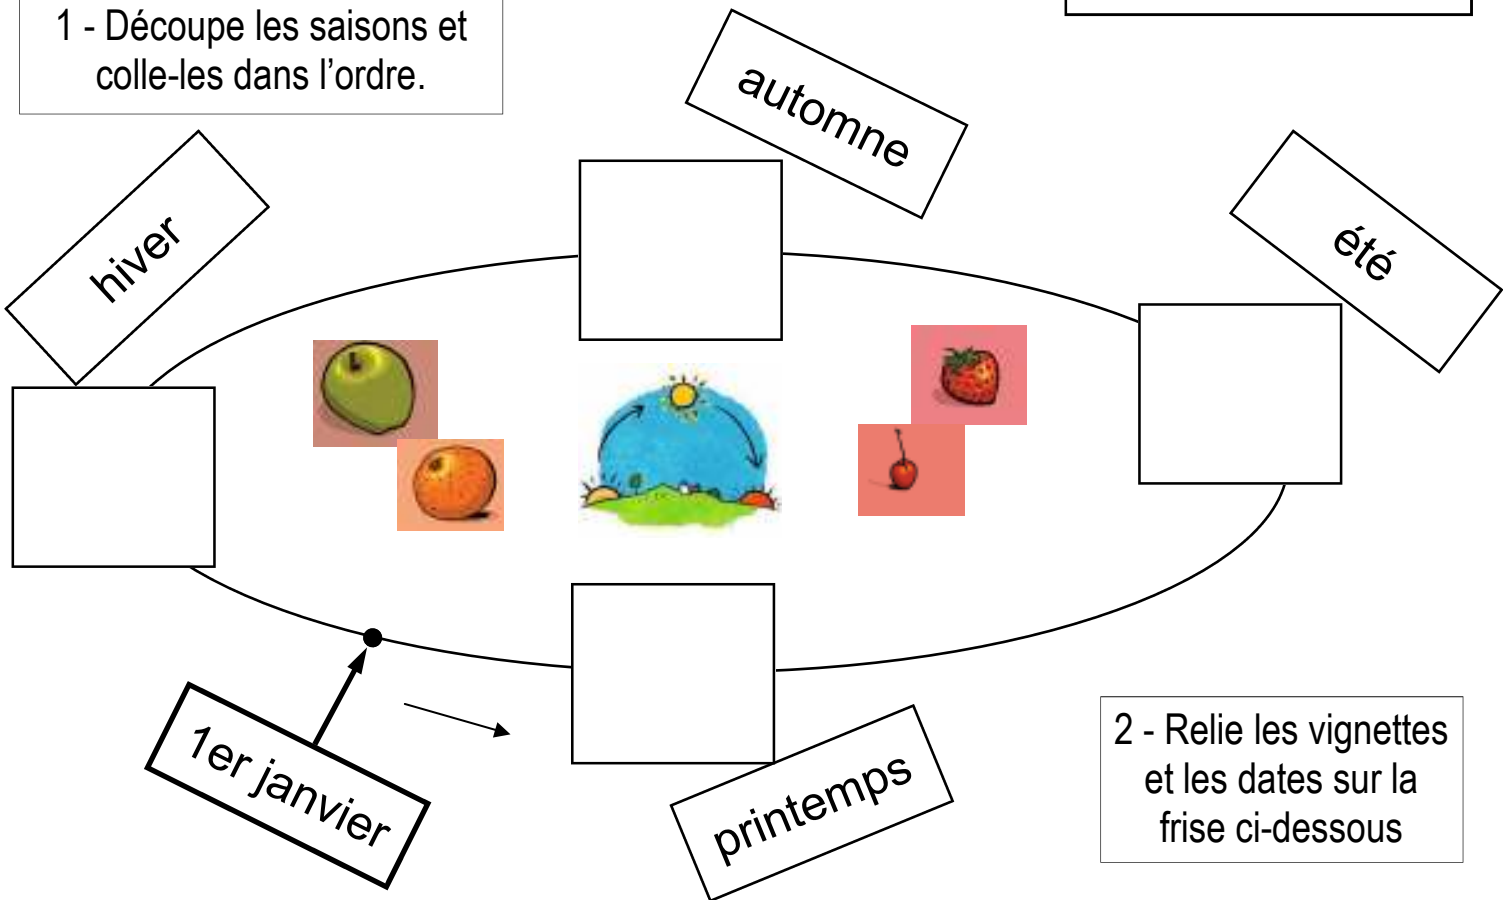 1 - Découpe les saisons et
colle-les dans l'ordre.
automne
hiver
été
1er janvier
printemps
2 - Relie les vignettes
et les dates sur la
frise ci-dessous